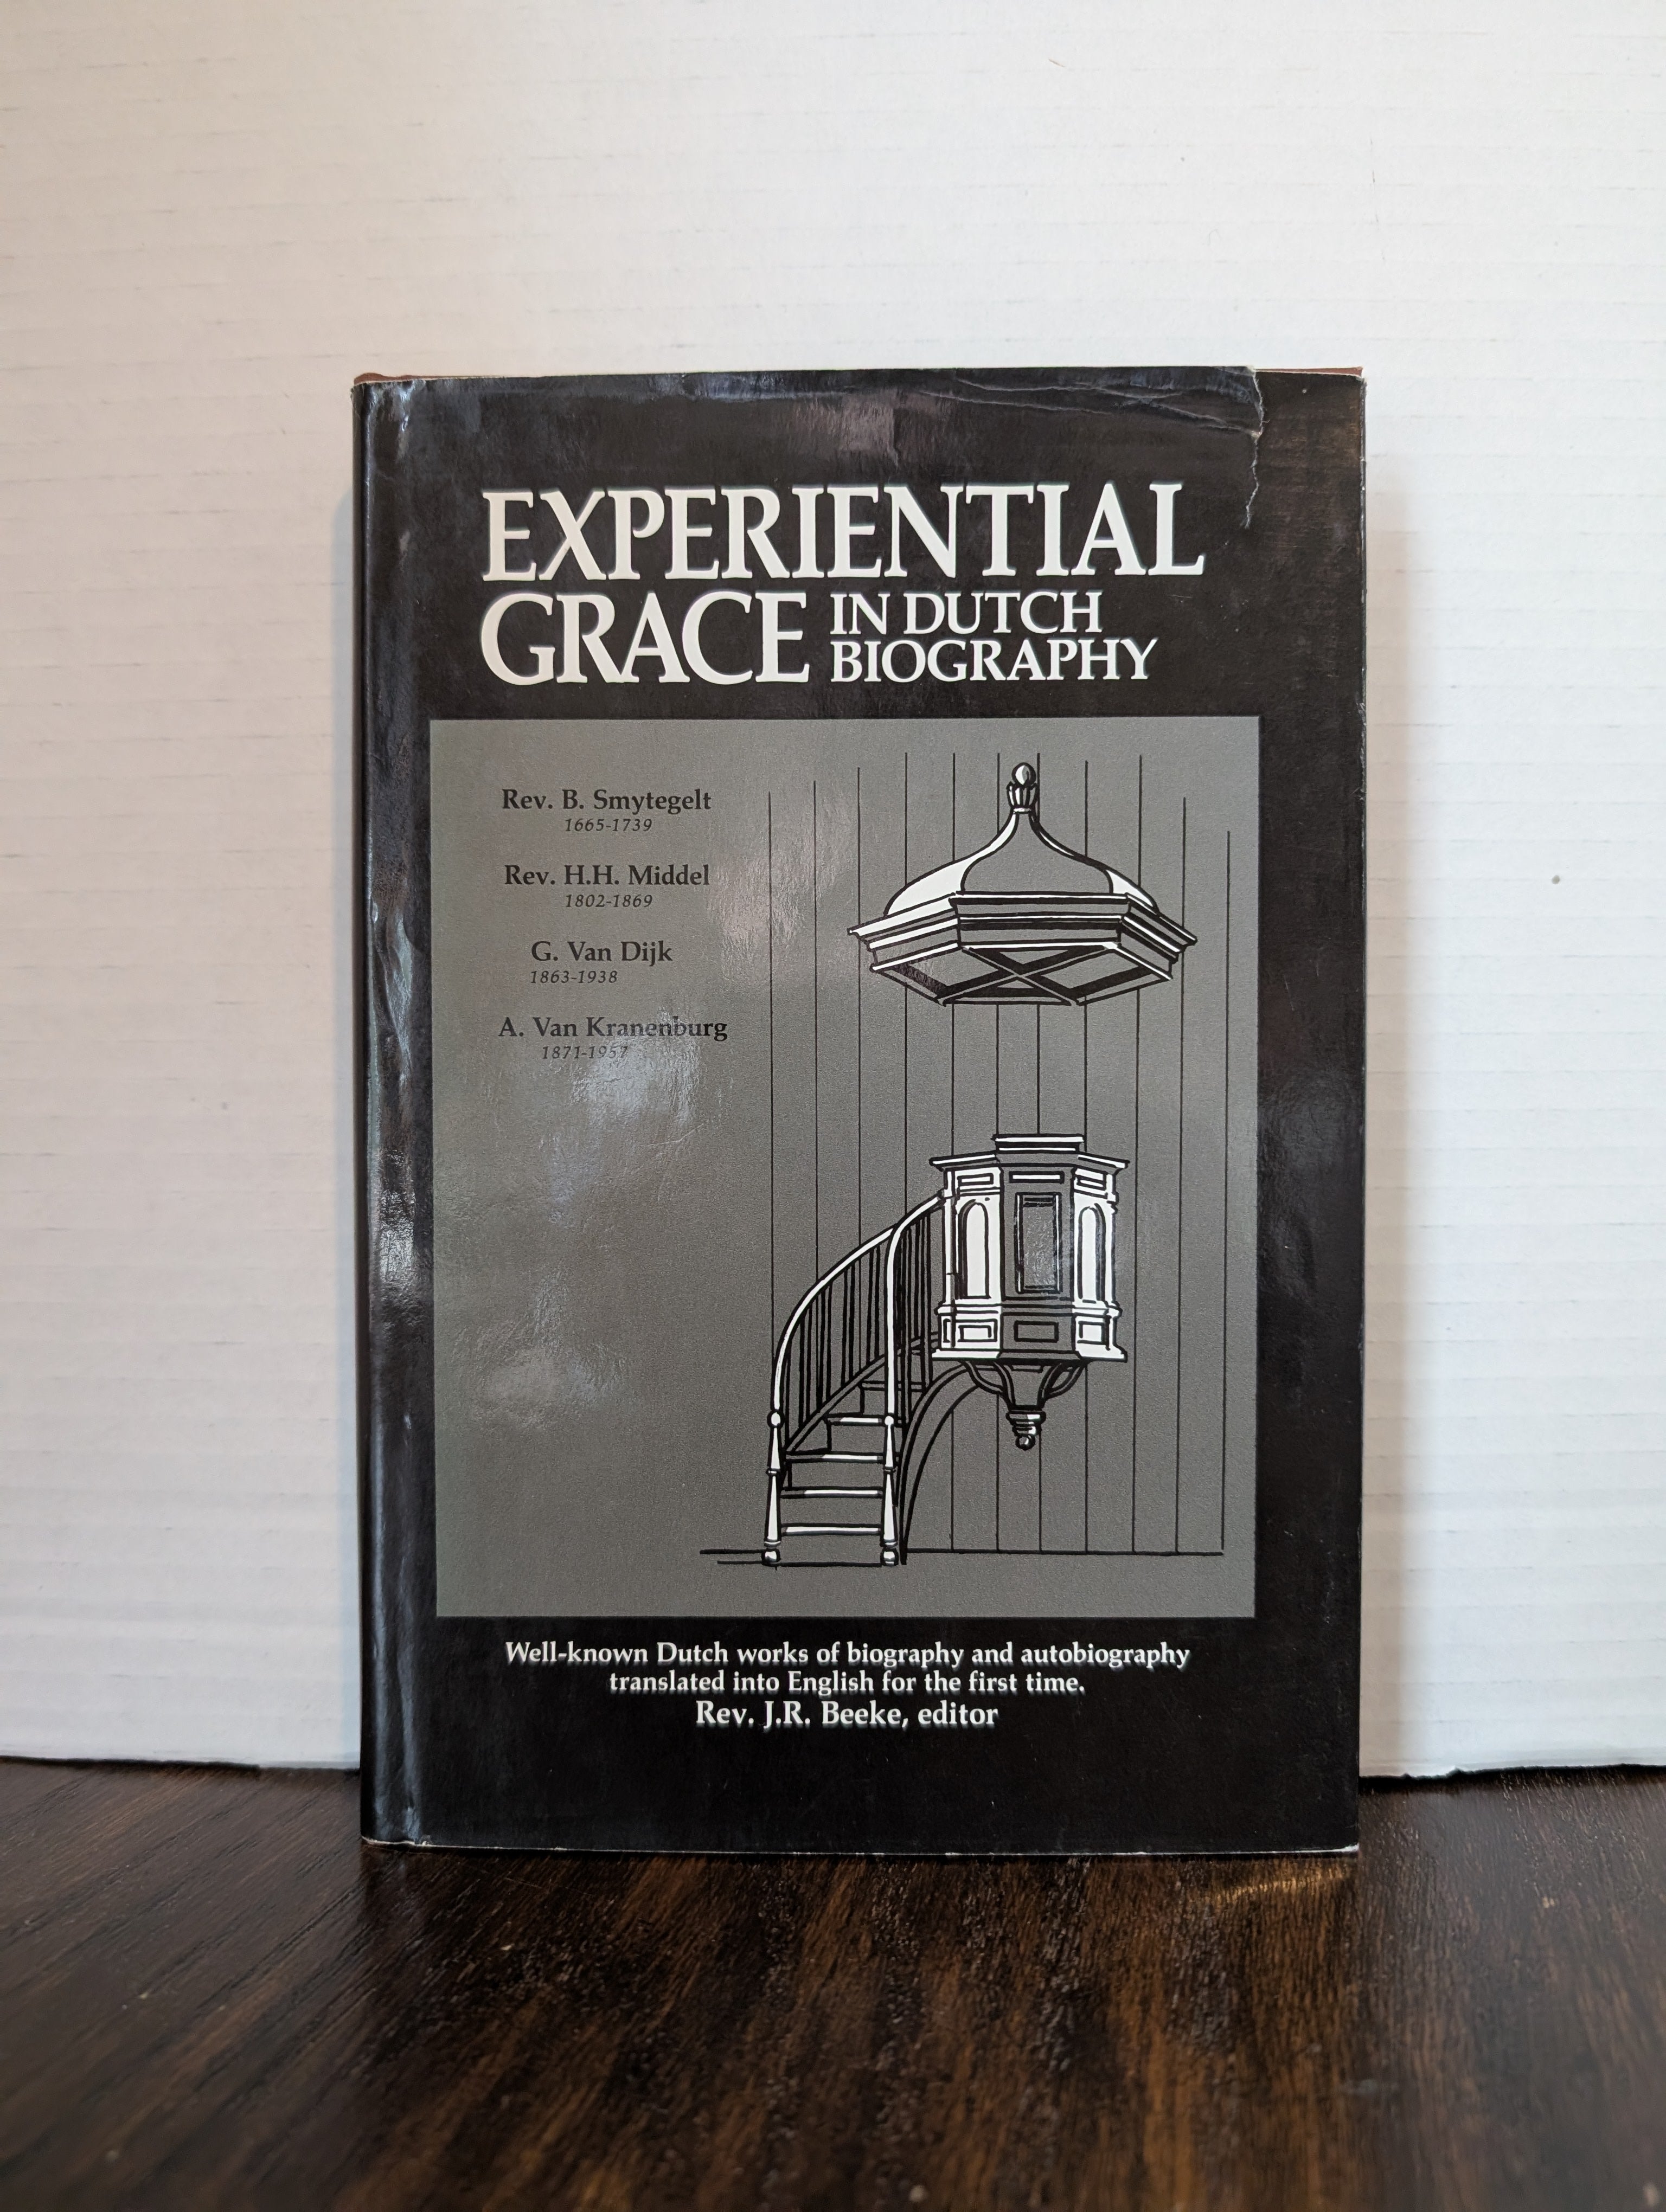 EXPERIENTIAL
GRACE IN DUTCH
BIOGRAPHY
Rev. B. Smytegelt
1665-1739
Rev. H.H. Middel
1802-1869
G. Van Dijk
1863-1938
A. Van Kranenburg
1871-1957
Well-known Dutch works of biography and autobiography
translated into English for the first time.
Rev. J.R. Beeke, editor